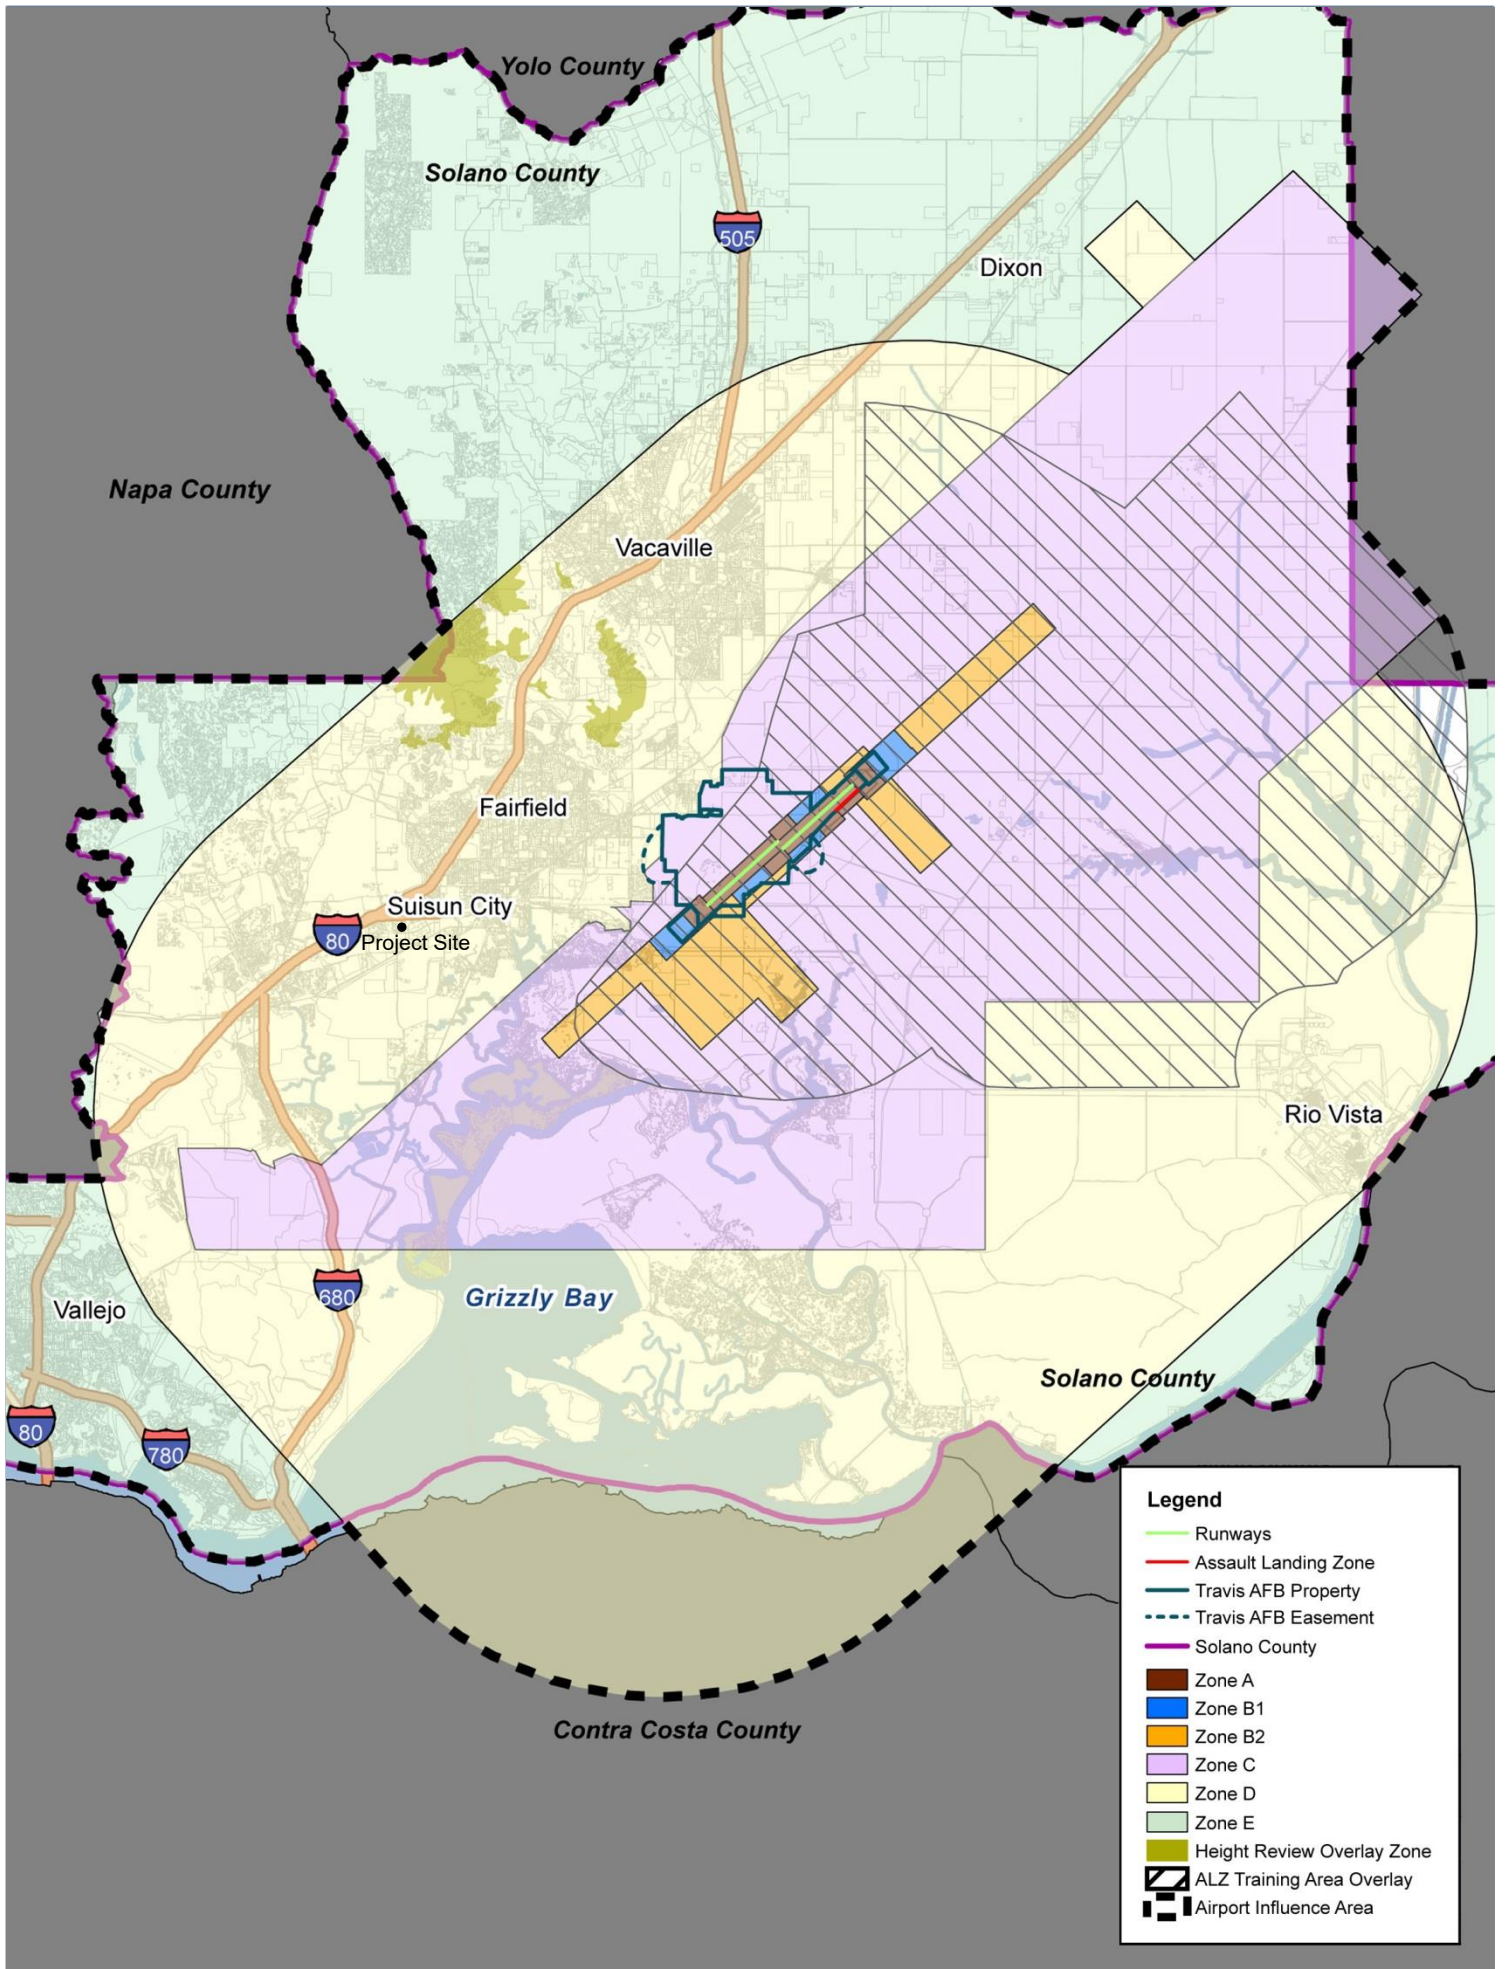 Yolo County
Solano County
505
Dixon
Napa County
Vacaville
Fairfield
Suisun City
80
Project Site
Rio Vista
680
Grizzly Bay
Vallejo
Solano County
80
780
Contra Costa County
Legend
Runways
Assault Landing Zone
Travis AFB Property
Travis AFB Easement
Solano County
Zone A
Zone B1
Zone B2
Zone C
Zone D
Zone E
Height Review Overlay Zone
ALZ Training Area Overlay
Airport Influence Area